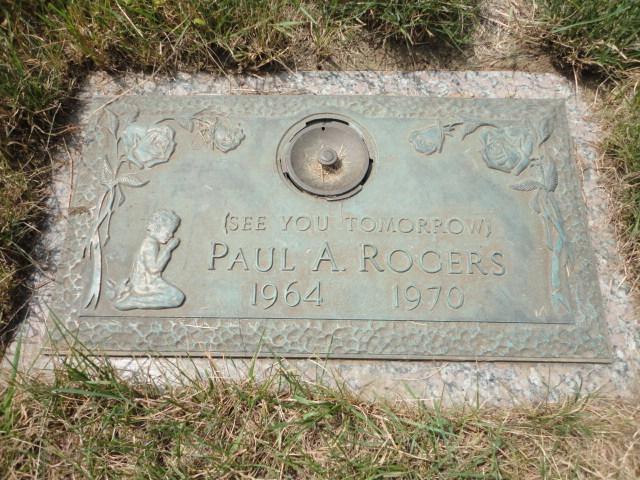 (SEE YOU TOMORROW)
PAUL A. ROGERS
1964 1970